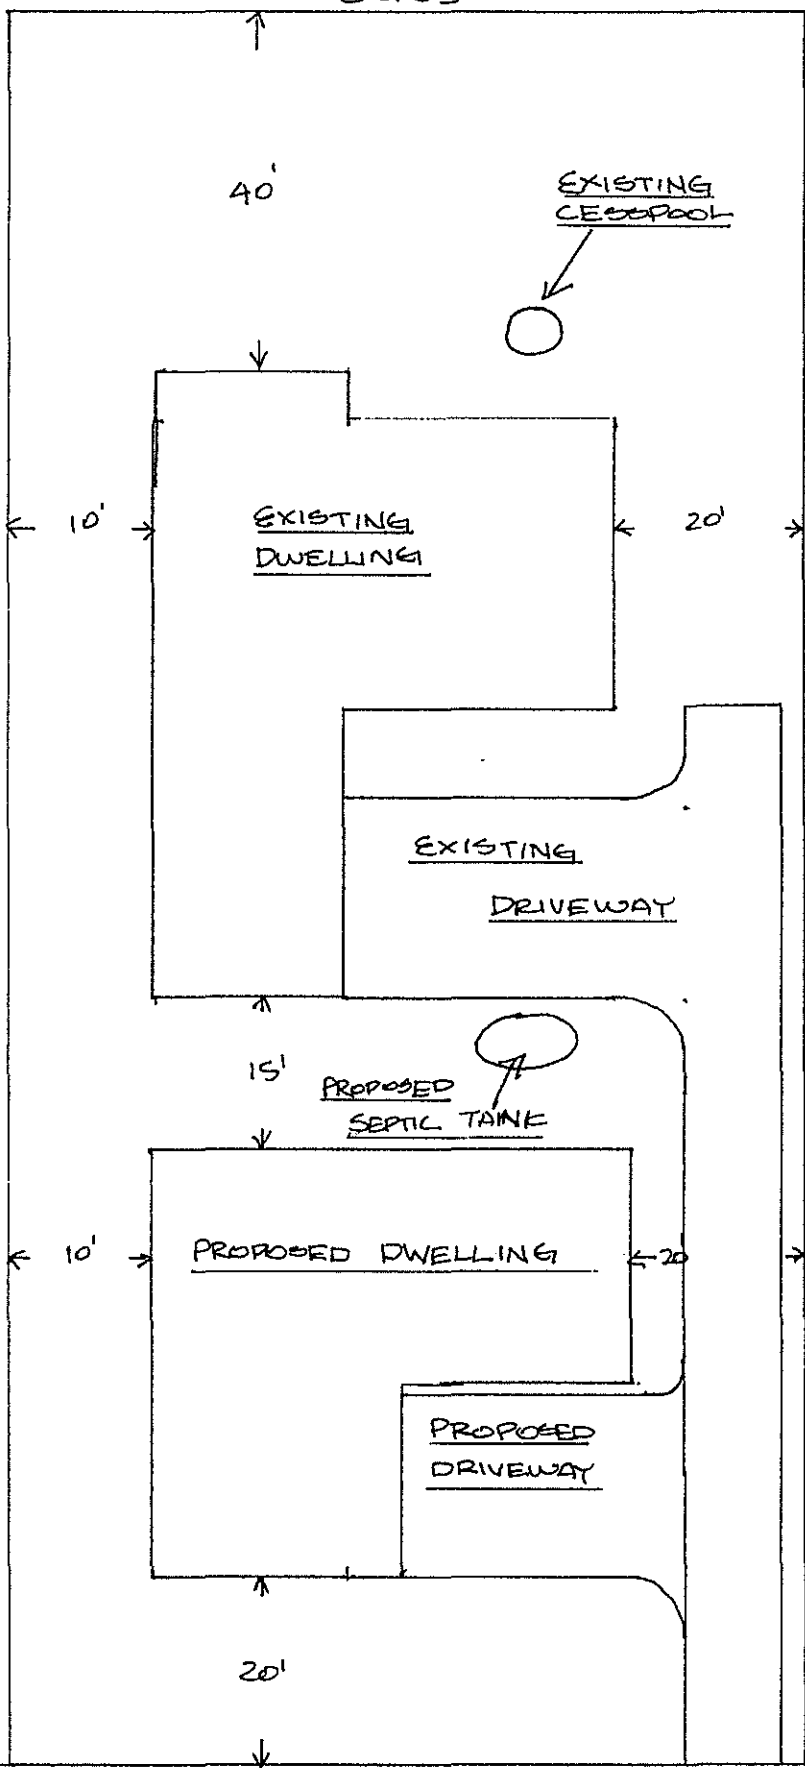 40'
EXISTING
CESSPOOL
10'
EXISTING
DWELLING
20'
EXISTING
DRIVEWAY
15'
PROPOSED
SEPTIC TANK
10'
PROPOSED DWELLING
20
PROPOSED
DRIVEWAY
20'